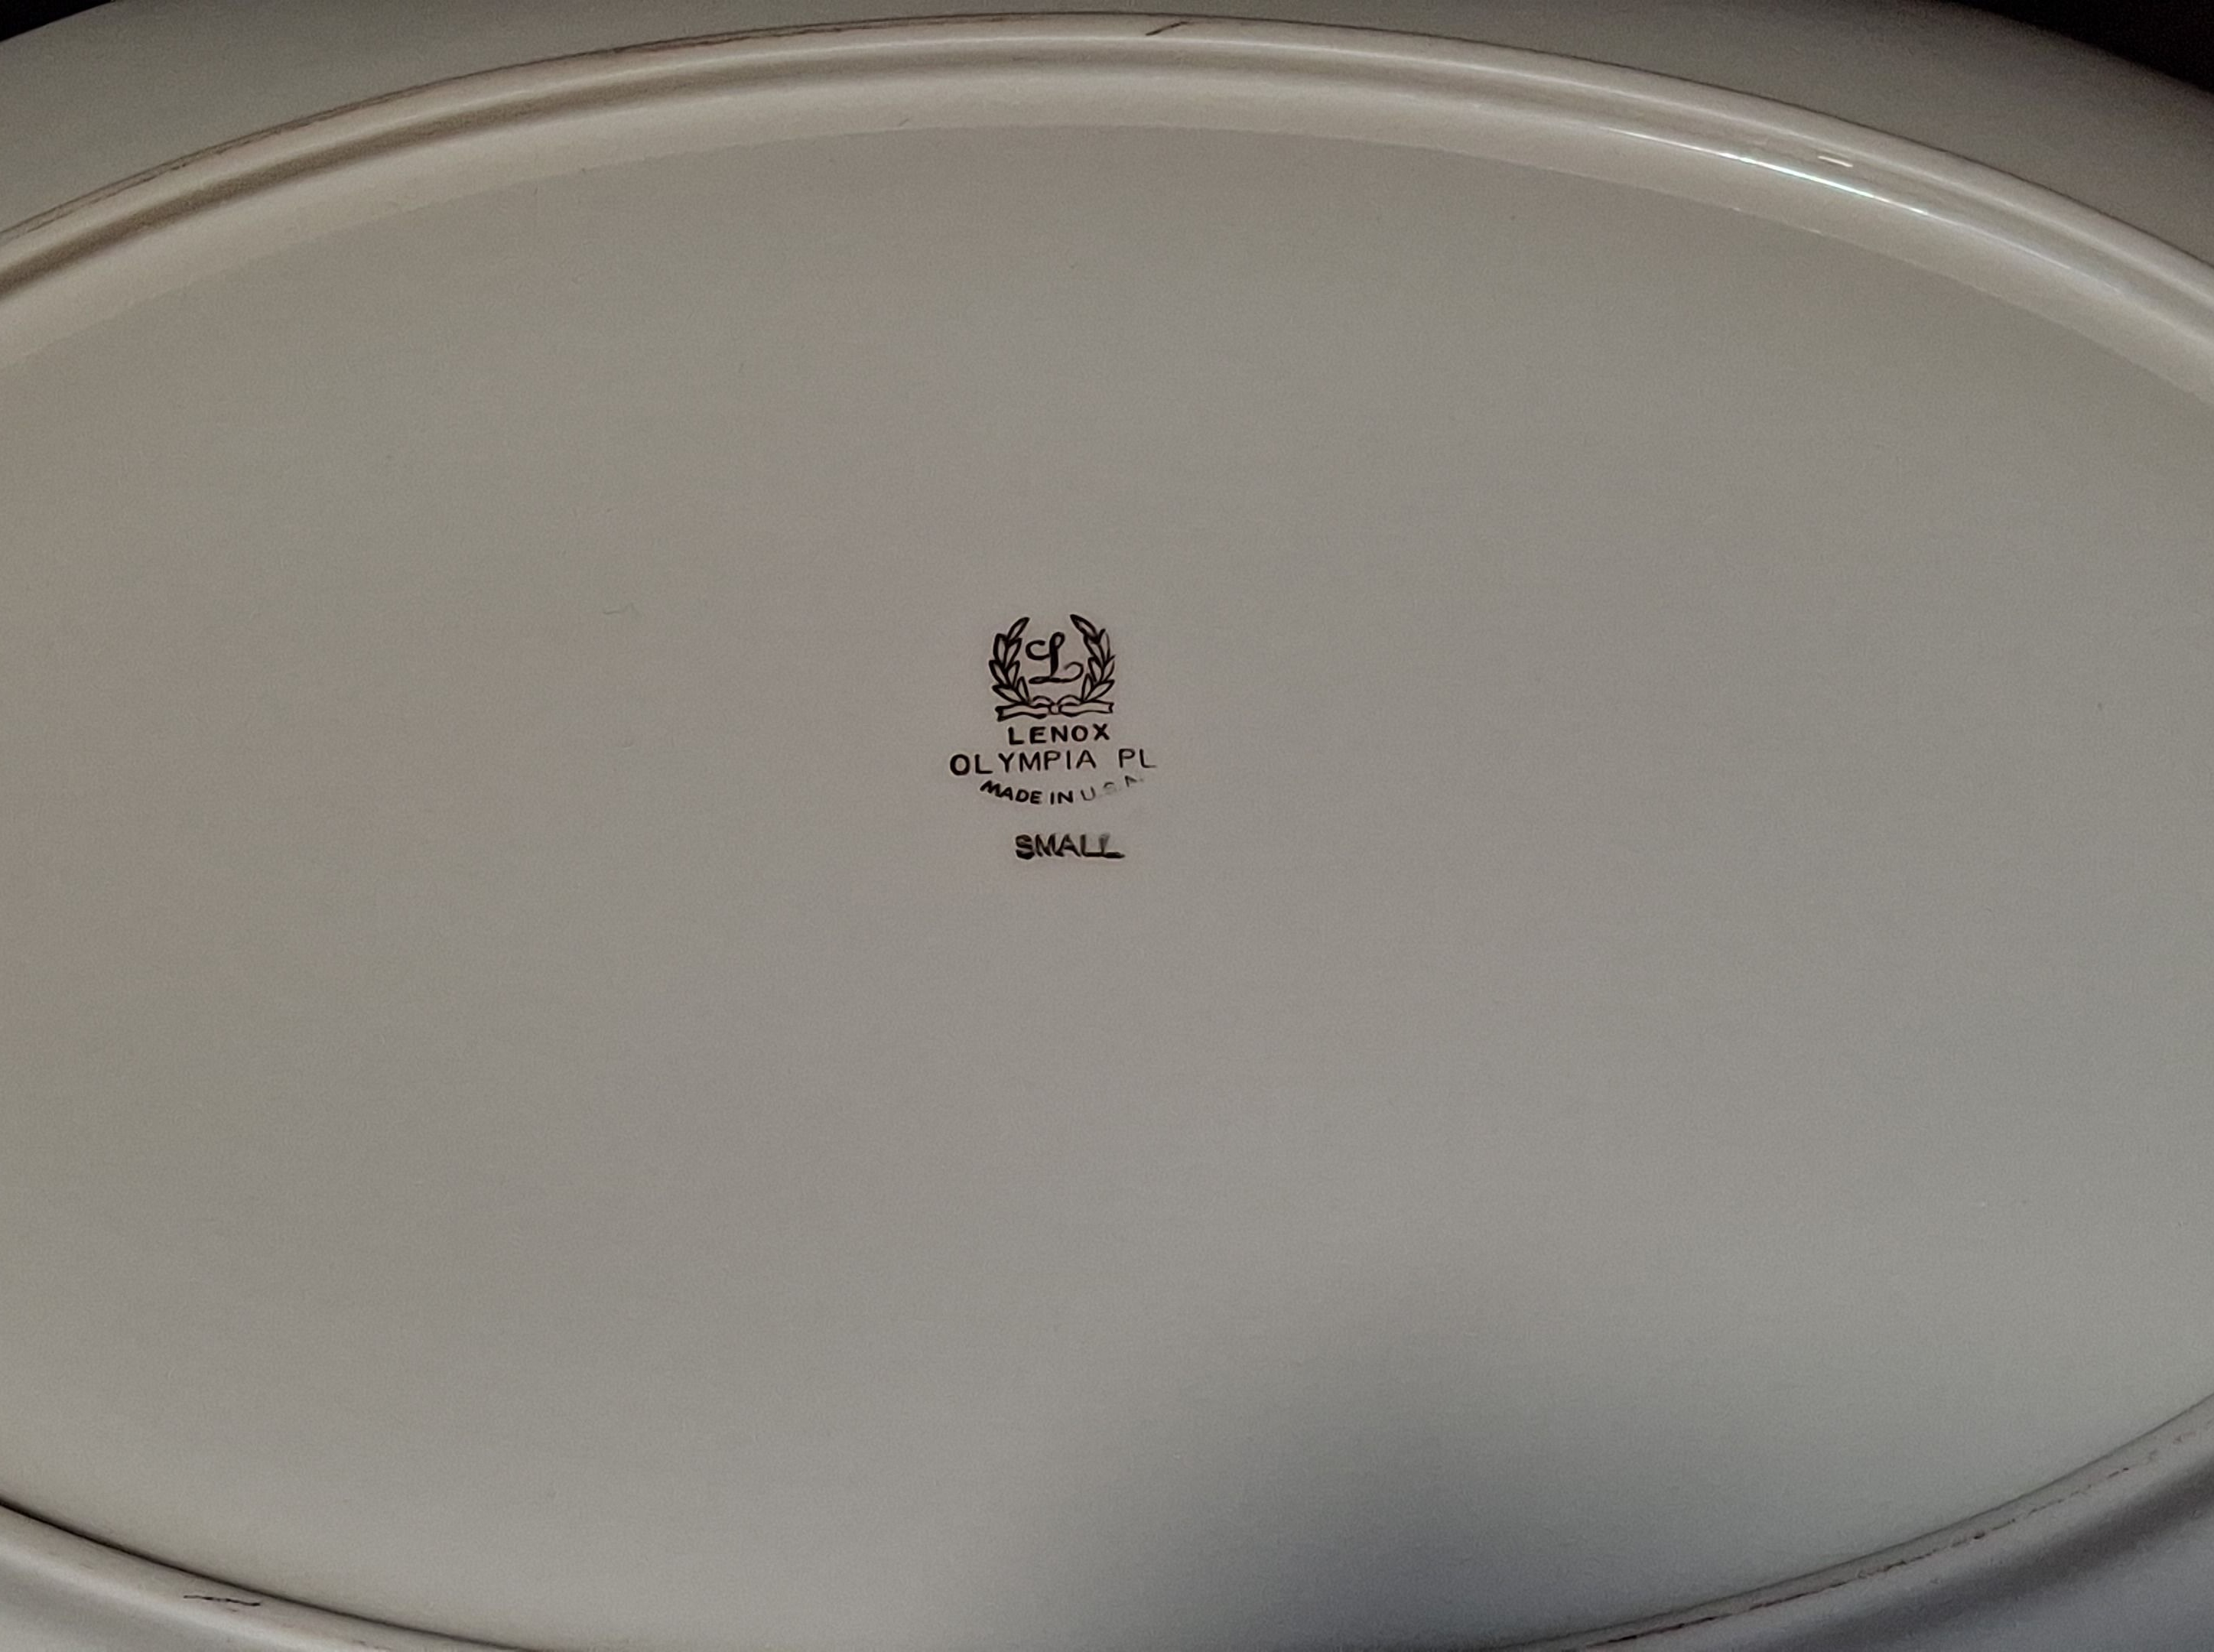 L
LENOX
OLYMPIA PL
MADE IN U.S.A.
SMALL